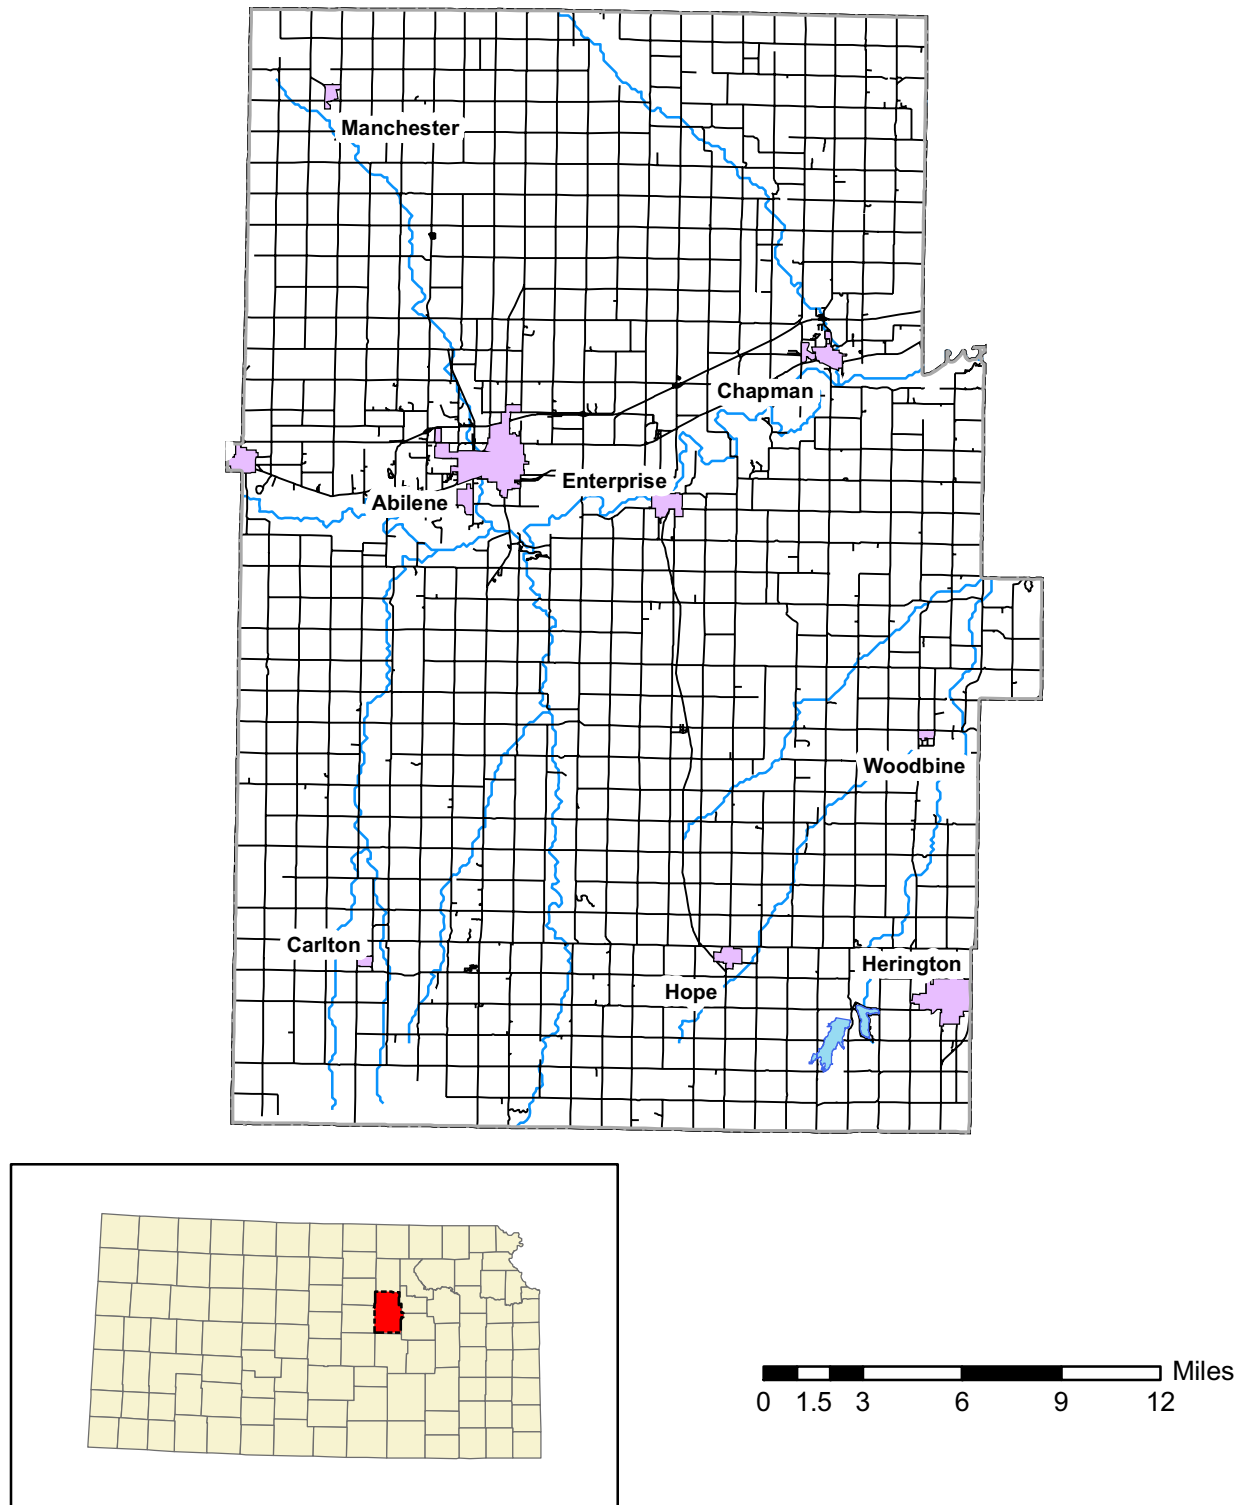 Manchester
Chapman
Enterprise
Abilene
Woodbine
Carlton
Herington
Hope
Miles
0 1.5 3 6 9 12